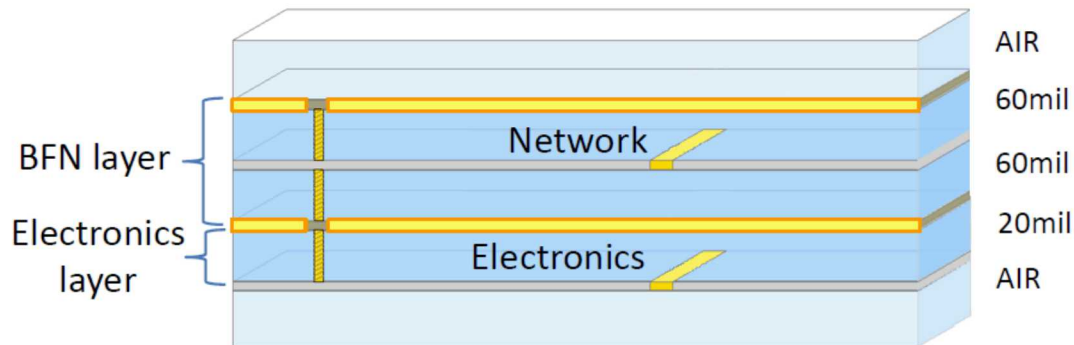 AIR
60mil
Network
BFN layer
60mil
20mil
Electronics
layer
Electronics
AIR